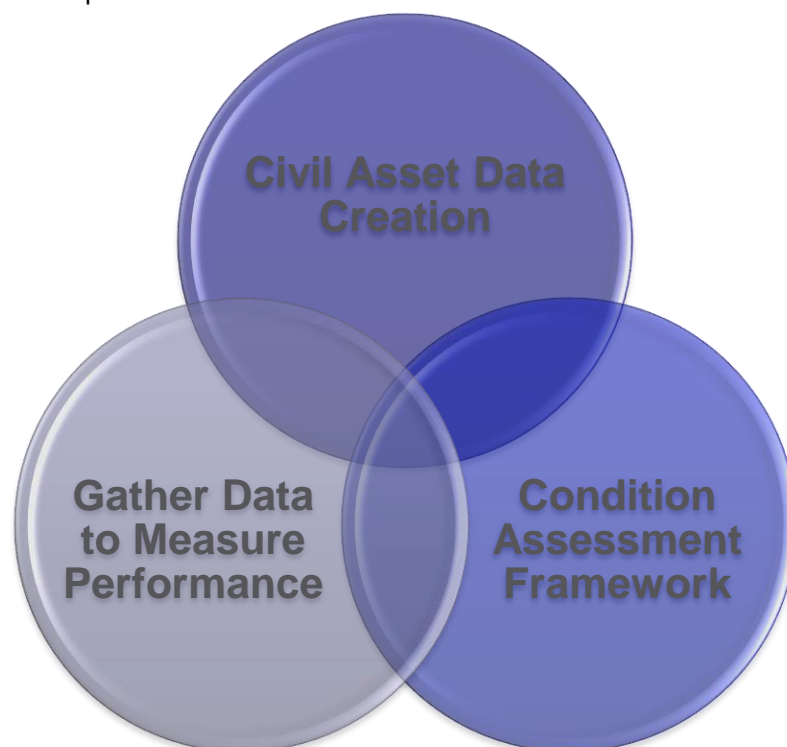 Civil Asset Data
Creation
Gather Data
to Measure
Performance
Condition
Assessment
Framework